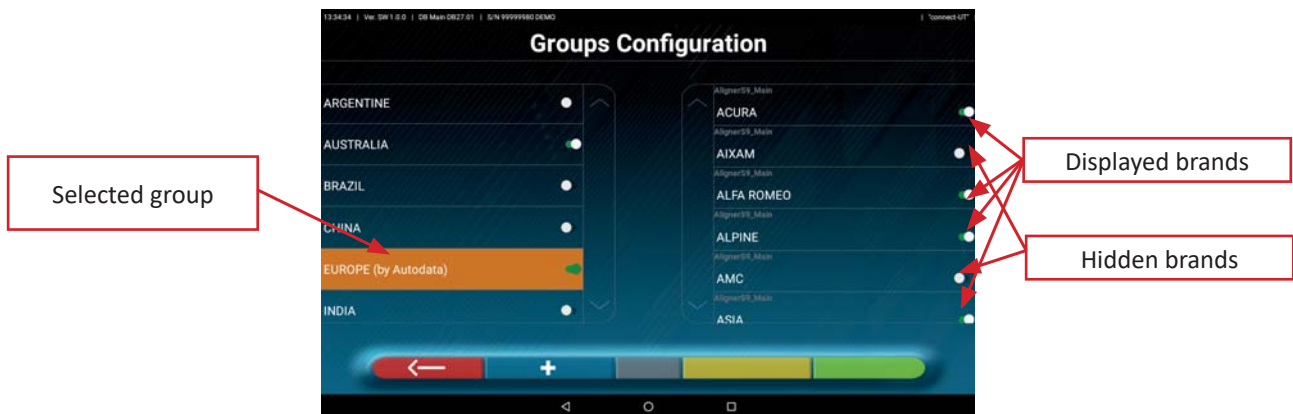 13:34:34 | Ver. SW 1.0.0 | DB Main DB27.01 | S/N 99999980 DEMO | "connect-UT"
Groups Configuration
ARGENTINE
AUSTRALIA
BRAZIL
CHINA
EUROPE (by Autodata)
INDIA
AlignerS9_Main
ACURA
AlignerS9_Main
AIXAM
AlignerS9_Main
ALFA ROMEO
AlignerS9_Main
ALPINE
AlignerS9_Main
AMC
AlignerS9_Main
ASIA
Selected group
Displayed brands
Hidden brands